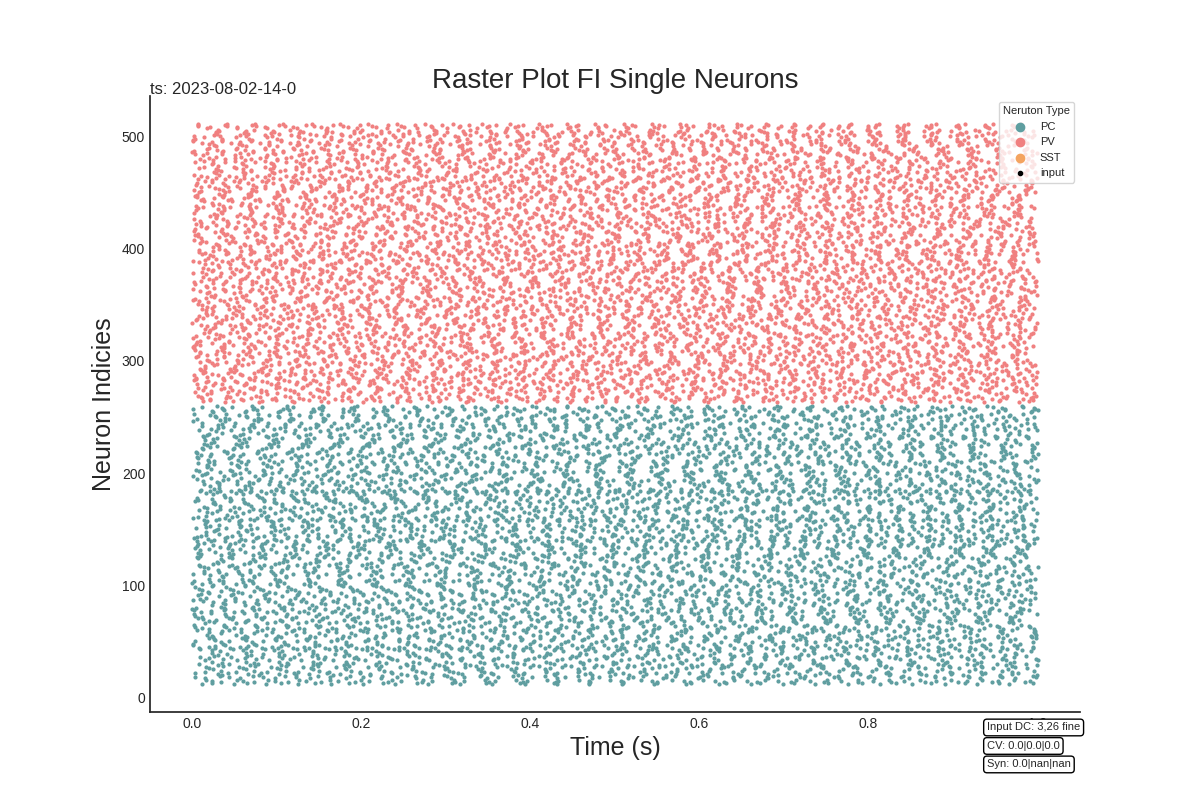 Raster Plot FI Single Neurons
ts: 2023-08-02-14-0
Neruton Type
PC
PV
SST
input
500
400
300
200
100
0
Neuron Indicies
0.0 0.2 0.4 0.6 0.8
Time (s)
Input DC: 3,26 fine
CV: 0.0|0.0|0.0
Syn: 0.0|nan|nan